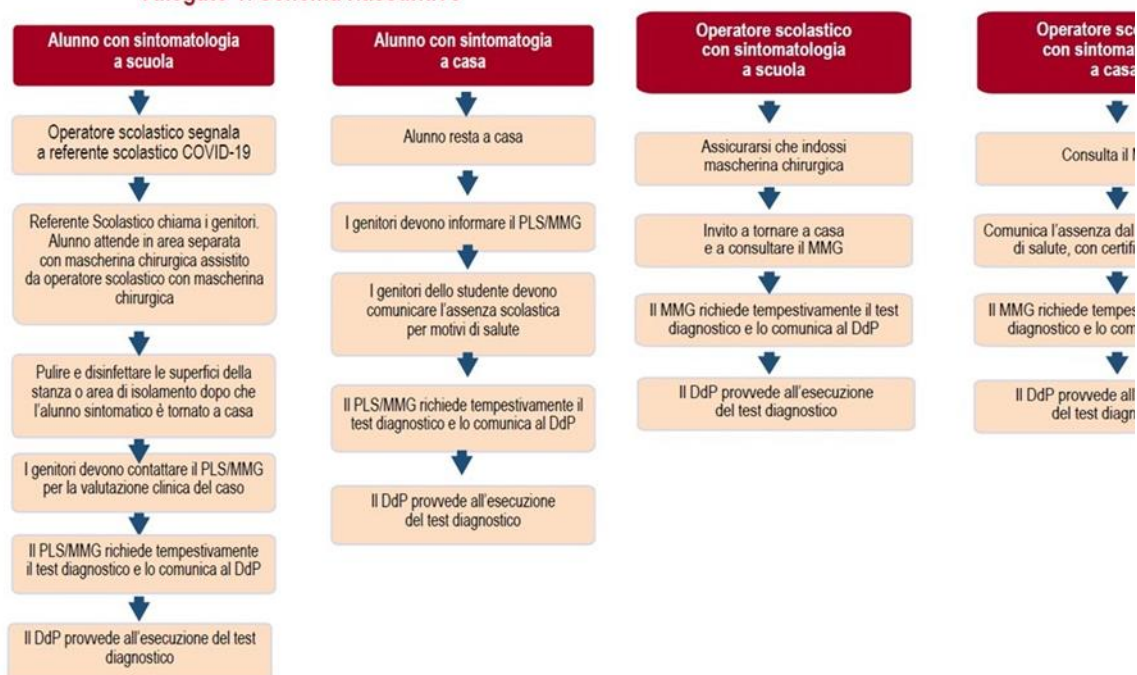 Alunno con sintomatologia
a scuola
Operatore scolastico segnala
a referente scolastico COVID-19
Referente Scolastico chiama i genitori.
Alunno attende in area separata
con mascherina chirurgica assistito
da operatore scolastico con mascherina
chirurgica
Pulire e disinfettare le superfici della
stanza o area di isolamento dopo che
l'alunno sintomatico è tornato a casa
I genitori devono contattare il PLS/MMG
per la valutazione clinica del caso
Il PLS/MMG richiede tempestivamente
il test diagnostico e lo comunica al DdP
Il DdP provvede all'esecuzione del test
diagnostico
Alunno con sintomatogia
a casa
Alunno resta a casa
I genitori devono informare il PLS/MMG
I genitori dello studente devono
comunicare l'assenza scolastica
per motivi di salute
Il PLS/MMG richiede tempestivamente il
test diagnostico e lo comunica al DdP
Il DdP provvede all'esecuzione
del test diagnostico
Operatore scolastico
con sintomatologia
a scuola
Assicurarsi che indossi
mascherina chirurgica
Invito a tornare a casa
e a consultare il MMG
Il MMG richiede tempestivamente il test
diagnostico e lo comunica al DdP
Il DdP provvede all'esecuzione
del test diagnostico
Operatore
con
a casa
Consulta il
Comunica l'assenza dal
di salute, con
Il MMG richiede
diagnostico e lo
Il DdP provvede
del test